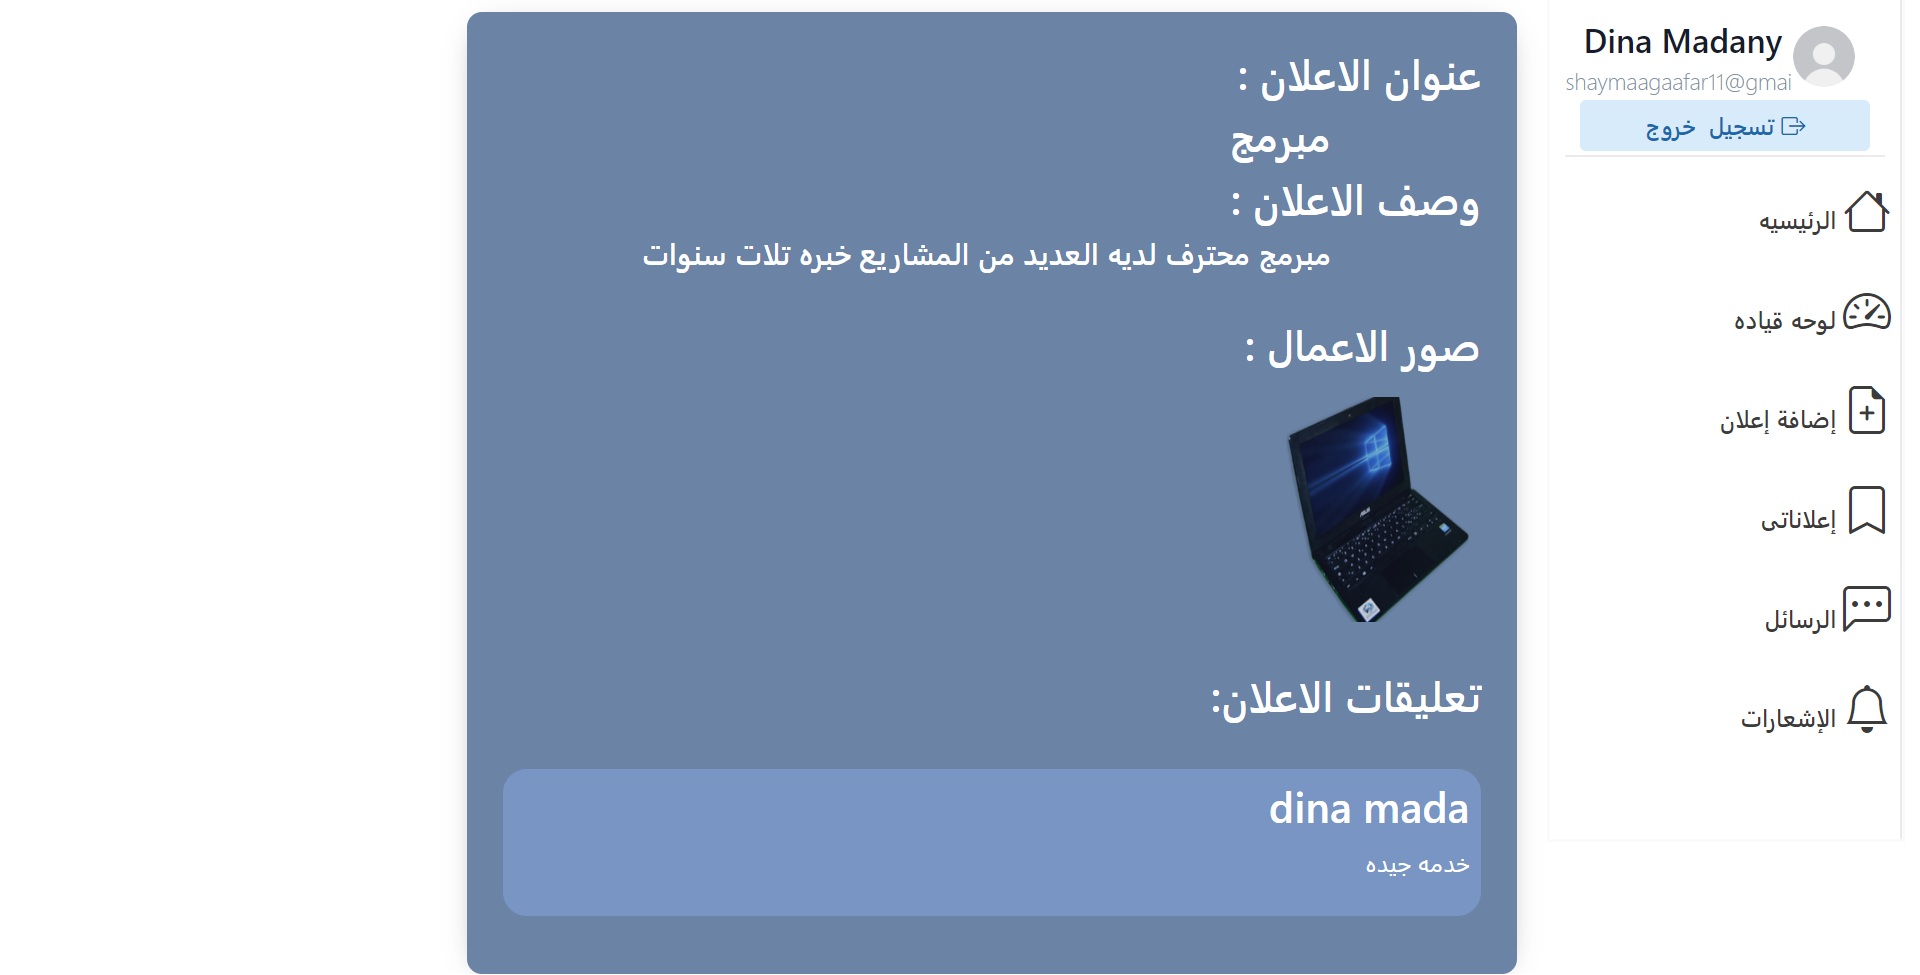 Dina Madany
shaymaagaafar11@gmai
تسجيل خروج
الرئيسيه
لوحه قياده
إضافة إعلان
إعلاناتى
الرسائل
الإشعارات
عنوان الاعلان :
مبرمج
وصف الاعلان :
مبرمج محترف لديه العديد من المشاريع خبره تلات سنوات
صور الاعمال :
ASUS
تعليقات الاعلان:
dina mada
خدمه جيده